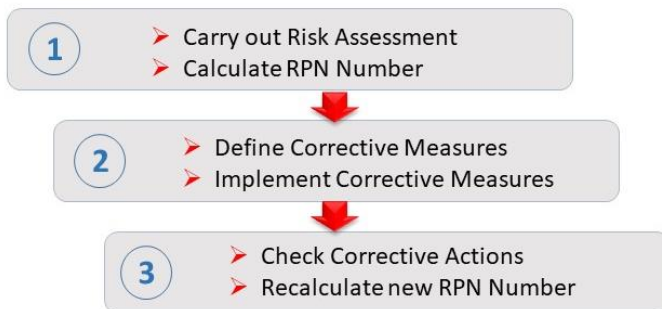 1
Carry out Risk Assessment
Calculate RPN Number
2
Define Corrective Measures
Implement Corrective Measures
3
Check Corrective Actions
Recalculate new RPN Number